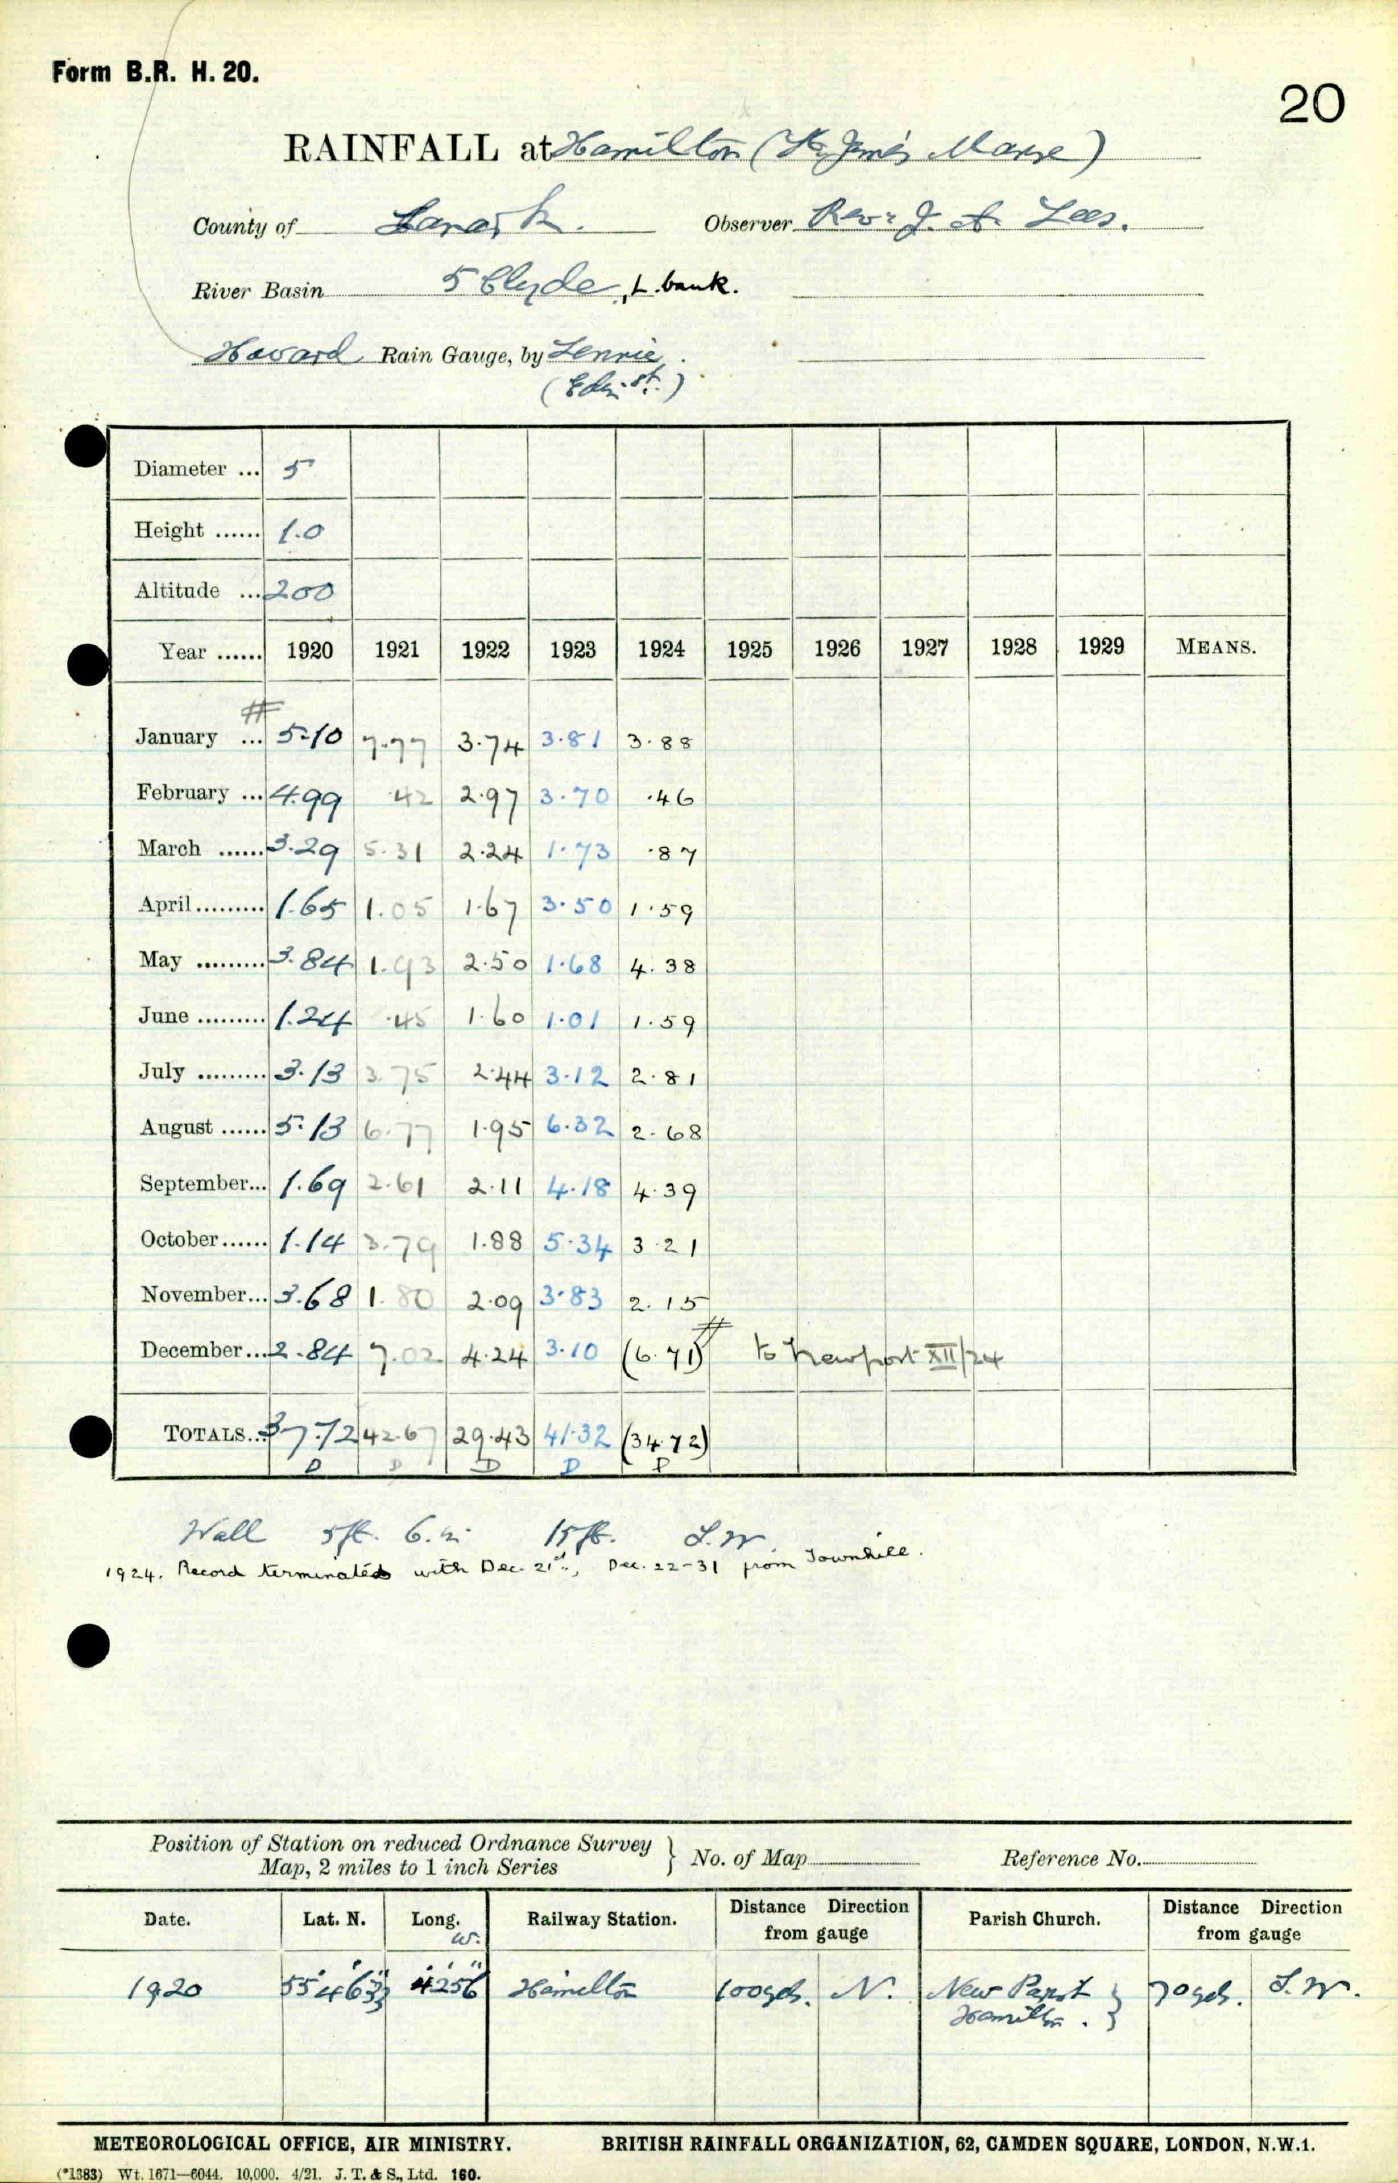 Form B.R. H. 20.
20
RAINFALL at Hamilton (St James Manse)
County of Lanark. Observer Revr J. A. Lees.
River Basin 5 Clyde, L. bank.
Howard Rain Gauge, by Lennie.
(Edin)
Diameter ... 5
Height ...... 1.0
Altitude ... 200
Year ...... 1920 1921 1922 1923 1924 1925 1926 1927 1928 1929 MEANS.
#
January ... 5.10 7.77 3.74 3.81 3.88
February ... 4.99 .42 2.97 3.70 .46
March ...... 3.29 5.31 2.24 1.73 .87
April......... 1.65 1.05 1.67 3.50 1.59
May ......... 3.84 1.93 2.50 1.68 4.38
June ......... 1.24 .45 1.60 1.01 1.59
July ......... 3.13 3.75 2.44 3.12 2.81
August ...... 5.13 6.77 1.95 6.32 2.68
September... 1.69 2.61 2.11 4.18 4.39
October...... 1.14 3.79 1.88 5.34 3.21
November... 3.68 1.80 2.09 3.83 2.15
December... 2.84 7.02 4.24 3.10 (6.71)# to Newport XII/24
TOTALS... 37.72 42.67 29.43 41.32 (34.72)
D D D D D
Wall 5ft. 6in 15ft. S.W.
1924. Record terminated with Dec. 21st, Dec. 22-31 from Townhill.
Position of Station on reduced Ordnance Survey Map, 2 miles to 1 inch Series } No. of Map Reference No.
Date. Lat. N. Long. W. Railway Station. Distance Direction from gauge Parish Church. Distance Direction from gauge
1920 55° 46' 4° 2' 56" Hamilton 100yds. N. New 70yds. S.W.
Hamilton. }
METEOROLOGICAL OFFICE, AIR MINISTRY. BRITISH RAINFALL ORGANIZATION, 62, CAMDEN SQUARE, LONDON, N.W.1.
(*1383) Wt. 1671—6044. 10,000. 4/21. J. T. & S., Ltd. 160.